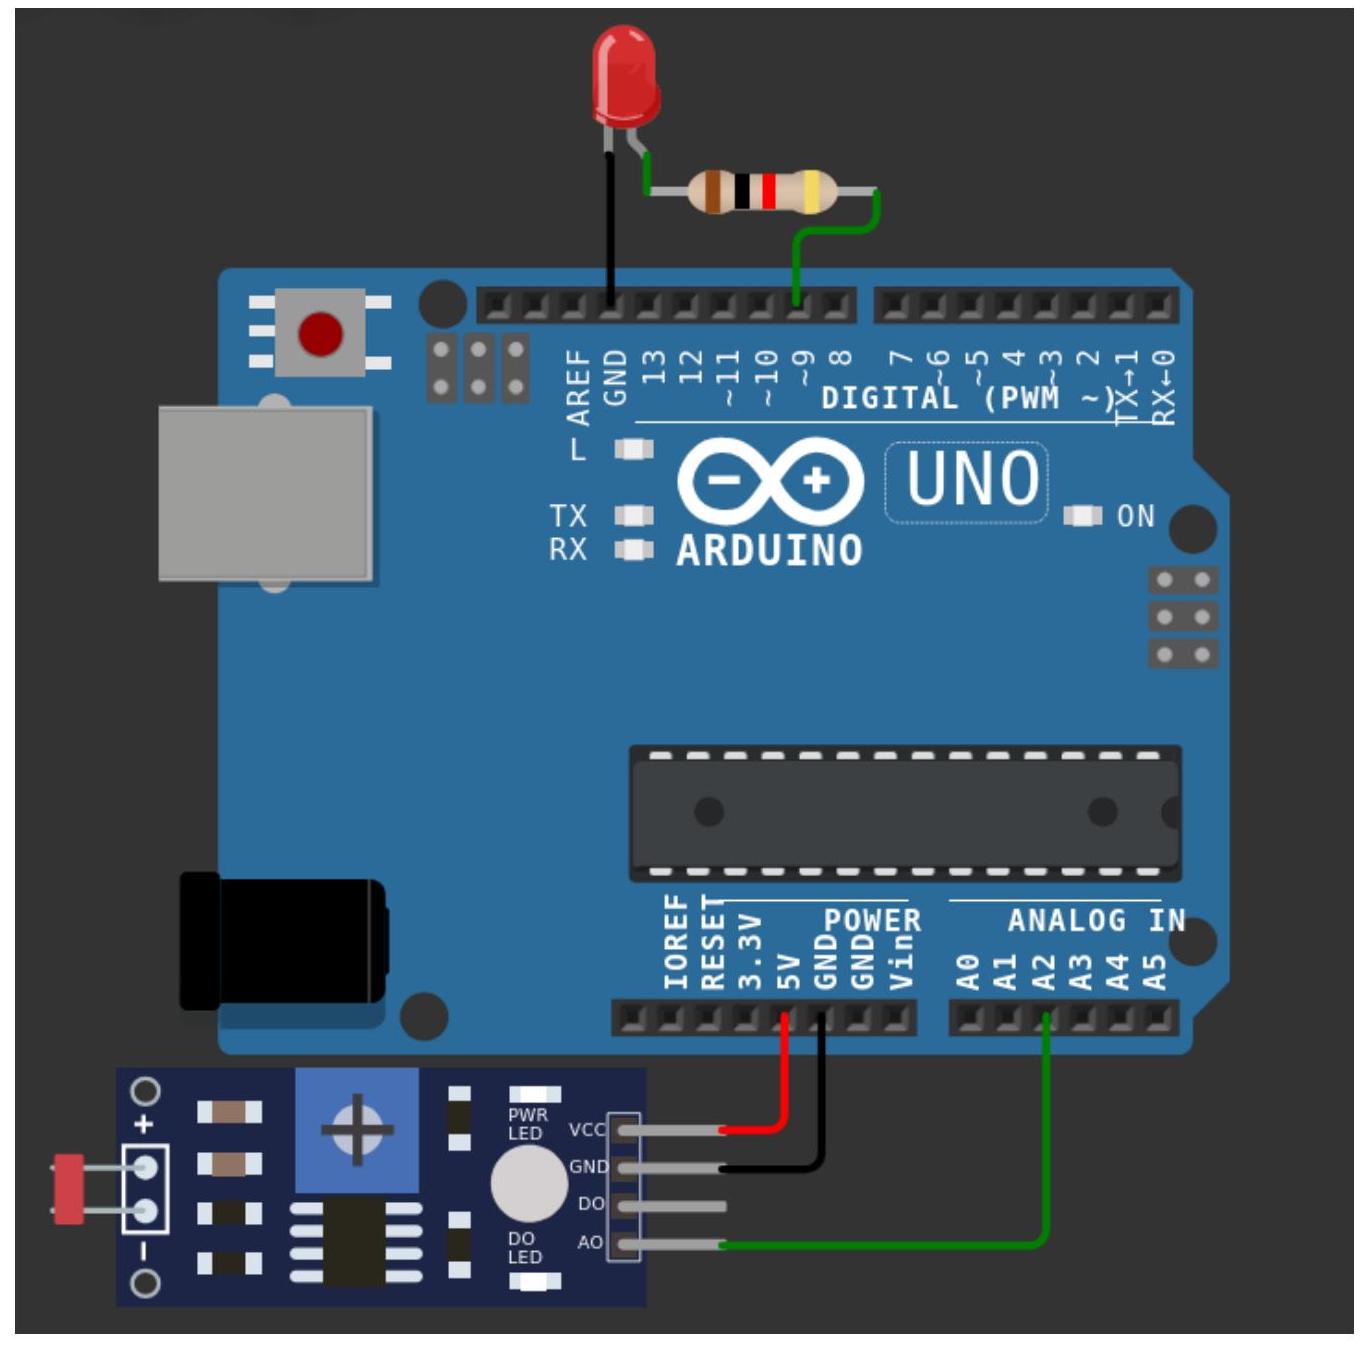 AREF
GND
13
12
~11
~10
~9
8
7
~6
~5
4
~3
2
TX→1
RX←0
DIGITAL (PWM ~)
L
UNO
TX
ON
RX
ARDUINO
IOREF
RESET
3.3V
5V
GND
GND
Vin
POWER
ANALOG IN
A0
A1
A2
A3
A4
A5
PWR
LED
VCC
GND
DO
AO
DO
LED